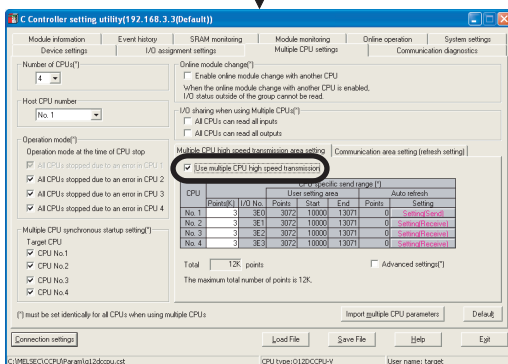 C Controller setting utility(192.168.3.3(Default))
Module information Event history SRAM monitoring Module monitoring Online operation System settings
Device settings I/O assignment settings Multiple CPU settings Communication diagnostics
Number of CPUs(*)
4
Host CPU number
No. 1
Operation mode(*)
Operation mode at the time of CPU STOP
All CPUs stopped due to an error in CPU 1
All CPUs stopped due to an error in CPU 2
All CPUs stopped due to an error in CPU 3
All CPUs stopped due to an error in CPU 4
Multiple CPU synchronous startup setting(*)
Target CPU
CPU No.1
CPU No.2
CPU No.3
CPU No.4
Online module change(*)
Enable online module change with another CPU
When the online module change with another CPU is enabled,
I/O status outside of the group cannot be read.
I/O sharing when using Multiple CPUs(*)
All CPUs can read all inputs
All CPUs can read all outputs
Multiple CPU high speed transmission area setting Communication area setting (refresh setting)
Use multiple CPU high speed transmission
CPU specific send range (*)
CPU User setting area Auto refresh
Points(K) I/O No. Points Start End Points Setting
No. 1 3 3E0 3072 10000 13071 0 Setting(Send)
No. 2 3 3E1 3072 10000 13071 0 Setting(Receive)
No. 3 3 3E2 3072 10000 13071 0 Setting(Receive)
No. 4 3 3E3 3072 10000 13071 0 Setting(Receive)
Total 12K points Advanced settings(*)
The maximum total number of points is 12K.
(*) must be set identically for all CPUs when using multiple CPUs
Import multiple CPU parameters Default
Connection settings Load File Save File Help Exit
C:\MELSEC\CCPU\Param\q12dccpu.cst CPU type:Q12DCCPU-V User name: target